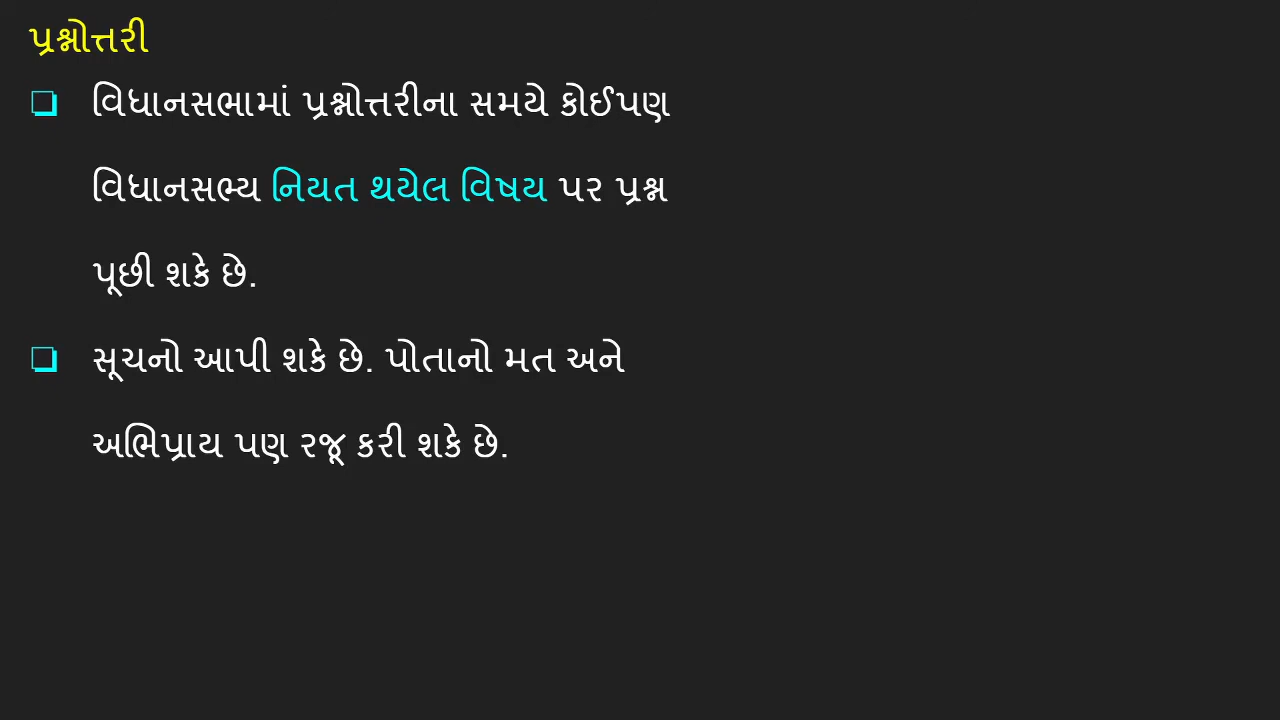 પ્રશ્નોત્તરી
❏ વિધાનસભામાં પ્રશ્નોત્તરીના સમયે કોઈપણ
વિધાનસભ્ય નિયત થયેલ વિષય પર પ્રશ્ન
પૂછી શકે છે.
❏ સૂચનો આપી શકે છે. પોતાનો મત અને
અભિપ્રાય પણ રજૂ કરી શકે છે.